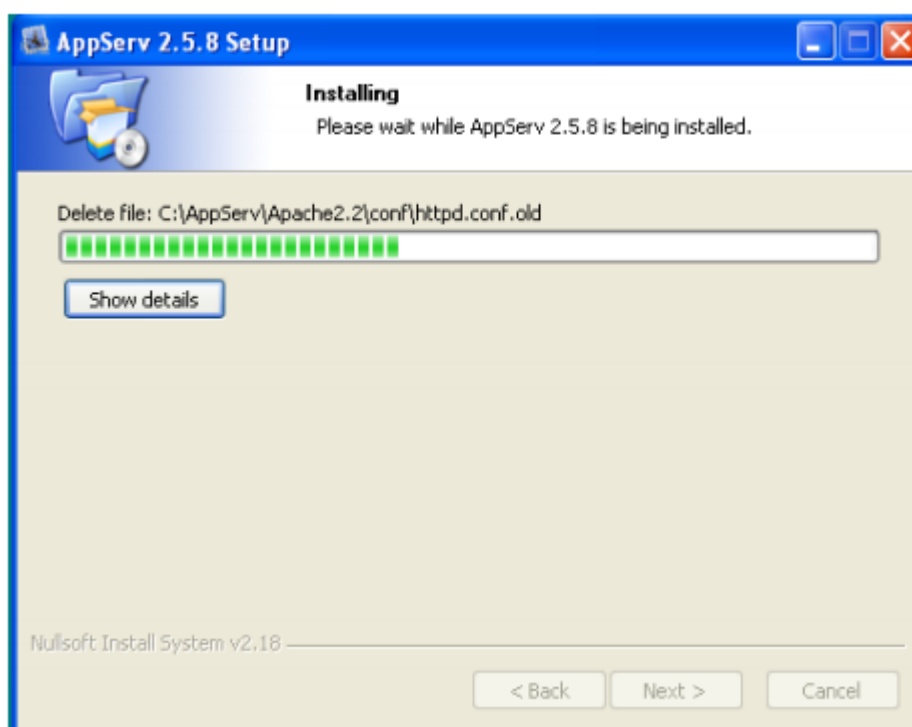 AppServ 2.5.8 Setup
Installing
Please wait while AppServ 2.5.8 is being installed.
Delete file: C:\AppServ\Apache2.2\conf\httpd.conf.old
Show details
Nullsoft Install System v2.18
< Back Next > Cancel